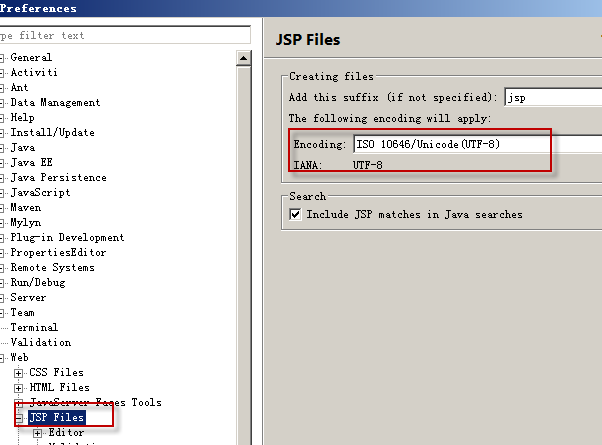 Preferences
pe filter text
General
Activiti
Ant
Data Management
Help
Install/Update
Java
Java EE
Java Persistence
JavaScript
Maven
Mylyn
Plug-in Development
PropertiesEditor
Remote Systems
Run/Debug
Server
Team
Terminal
Validation
Web
CSS Files
HTML Files
JavaServer Faces Tools
JSP Files
Editor
JSP Files
Creating files
Add this suffix (if not specified): jsp
The following encoding will apply:
Encoding: ISO 10646/Unicode(UTF-8)
IANA: UTF-8
Search
Include JSP matches in Java searches